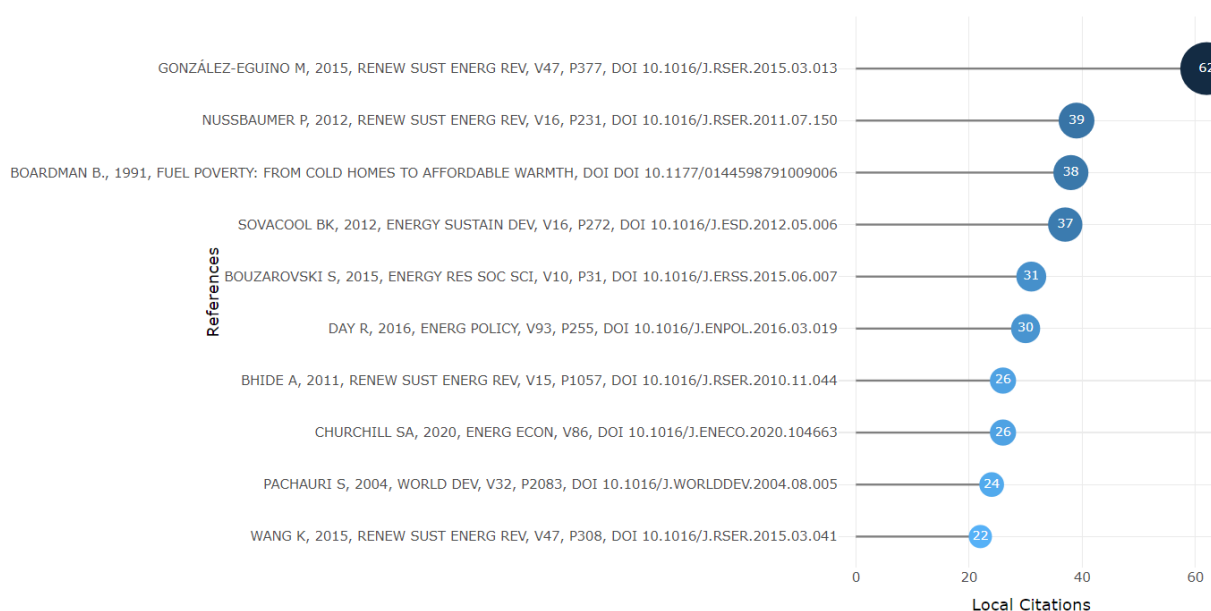 GONZÁLEZ-EGUINO M, 2015, RENEW SUST ENERG REV, V47, P377, DOI 10.1016/J.RSER.2015.03.013
62
NUSSBAUMER P, 2012, RENEW SUST ENERG REV, V16, P231, DOI 10.1016/J.RSER.2011.07.150
39
BOARDMAN B., 1991, FUEL POVERTY: FROM COLD HOMES TO AFFORDABLE WARMTH, DOI DOI 10.1177/0144598791009006
38
SOVACOOL BK, 2012, ENERGY SUSTAIN DEV, V16, P272, DOI 10.1016/J.ESD.2012.05.006
37
BOUZAROVSKI S, 2015, ENERGY RES SOC SCI, V10, P31, DOI 10.1016/J.ERSS.2015.06.007
31
References
DAY R, 2016, ENERG POLICY, V93, P255, DOI 10.1016/J.ENPOL.2016.03.019
30
BHIDE A, 2011, RENEW SUST ENERG REV, V15, P1057, DOI 10.1016/J.RSER.2010.11.044
26
CHURCHILL SA, 2020, ENERG ECON, V86, DOI 10.1016/J.ENECO.2020.104663
26
PACHAURI S, 2004, WORLD DEV, V32, P2083, DOI 10.1016/J.WORLDDEV.2004.08.005
24
WANG K, 2015, RENEW SUST ENERG REV, V47, P308, DOI 10.1016/J.RSER.2015.03.041
22
0 20 40 60
Local Citations